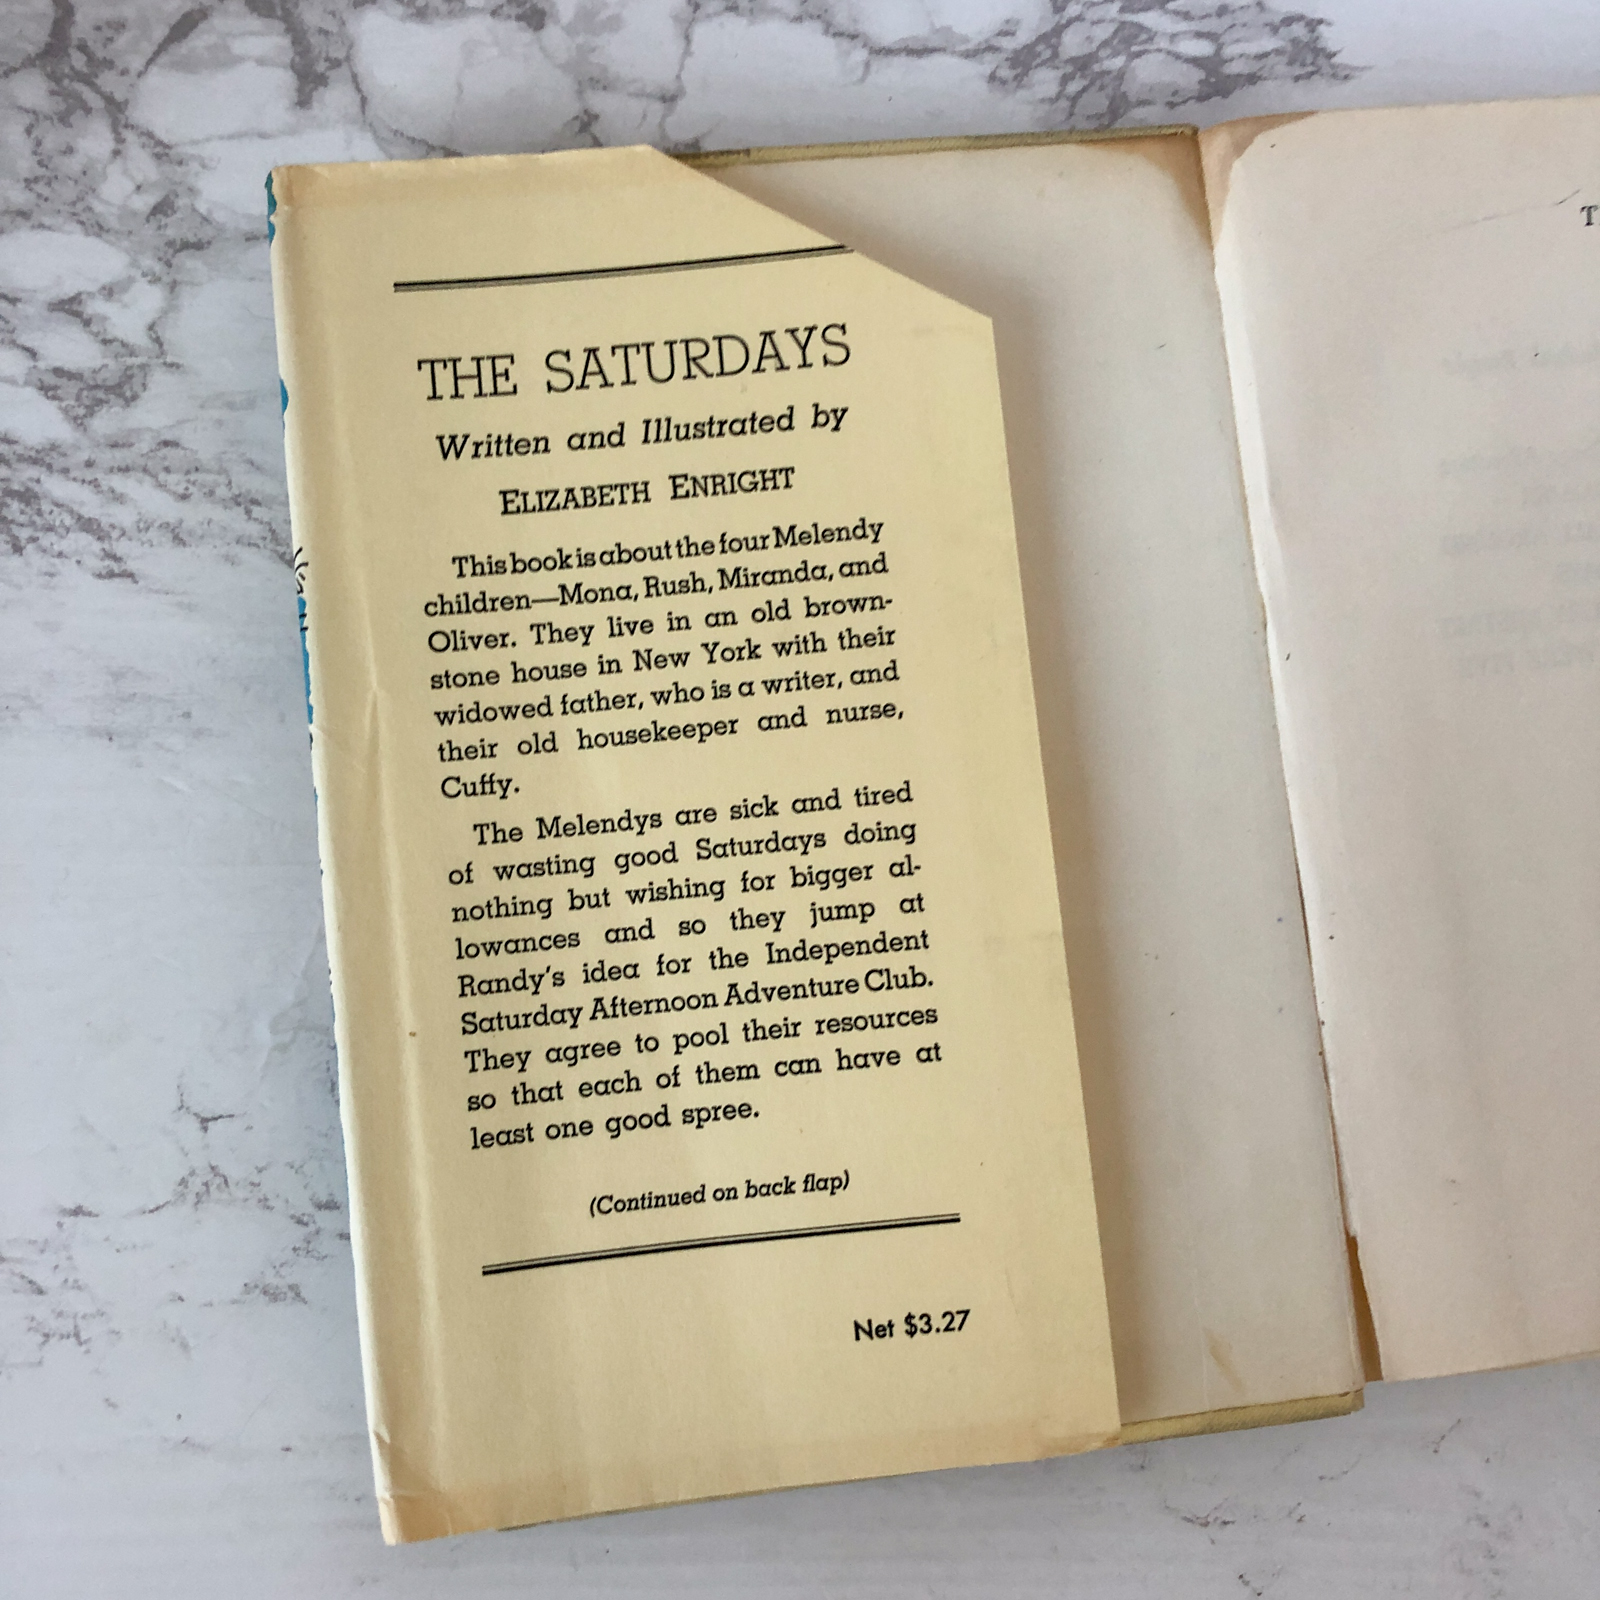 THE SATURDAYS
Written and Illustrated by
ELIZABETH ENRIGHT
This book is about the four Melendy
children—Mona, Rush, Miranda, and
Oliver. They live in an old brown-
stone house in New York with their
widowed father, who is a writer, and
their old housekeeper and nurse,
Cuffy.
The Melendys are sick and tired
of wasting good Saturdays doing
nothing but wishing for bigger al-
lowances and so they jump at
Randy's idea for the Independent
Saturday Afternoon Adventure Club.
They agree to pool their resources
so that each of them can have at
least one good spree.
(Continued on back flap)
Net $3.27